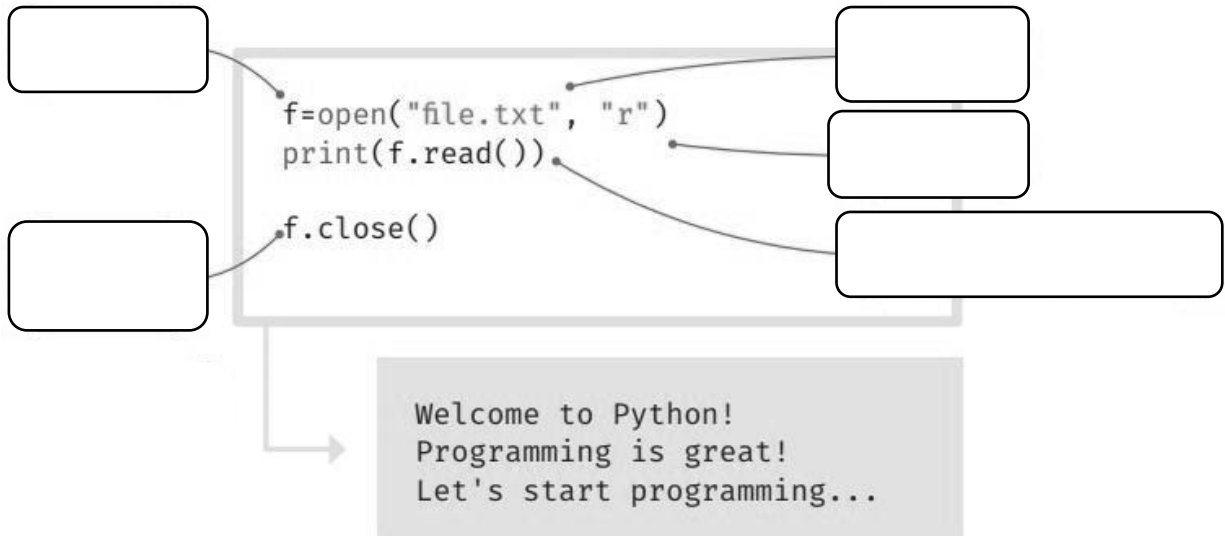 f=open("file.txt", "r")
print(f.read())
f.close()
Welcome to Python!
Programming is great!
Let's start programming...